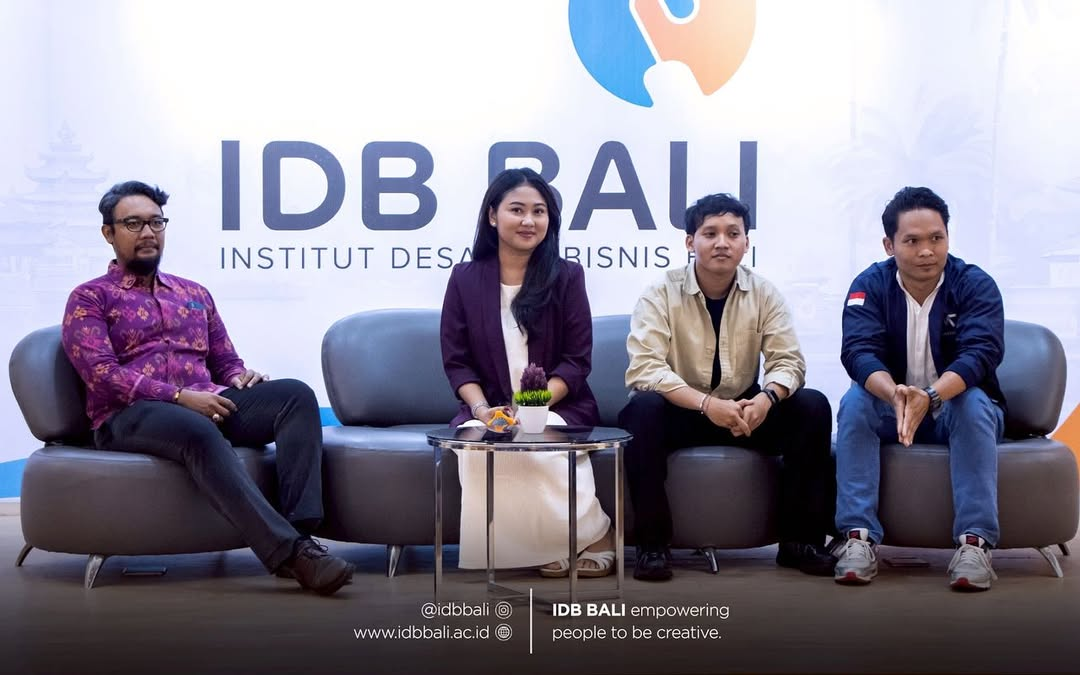 IDB BALI
INSTITUT DESA BISNIS
@idbbali
www.idbbali.ac.id
IDB BALI empowering
people to be creative.